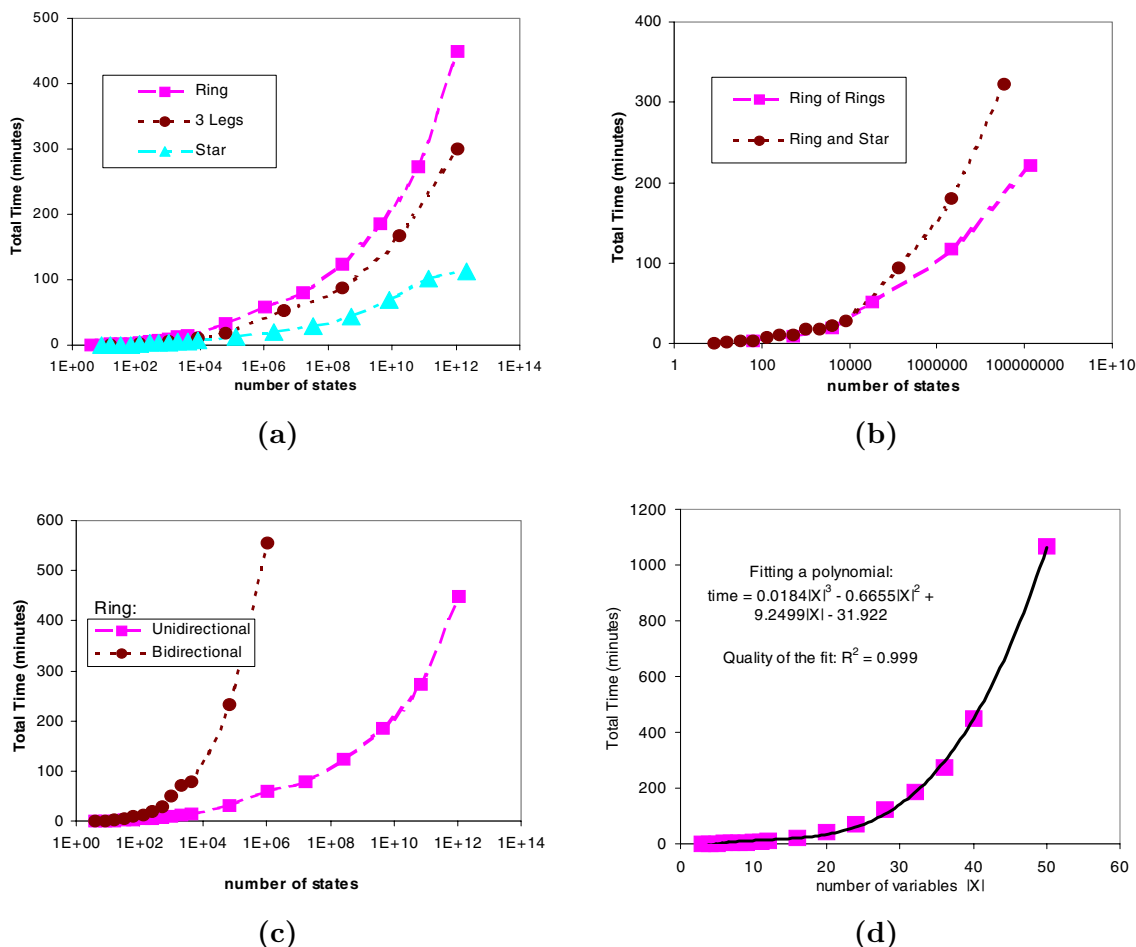 500
400
300
200
100
0
Total Time (minutes)
Ring
3 Legs
Star
1E+00 1E+02 1E+04 1E+06 1E+08 1E+10 1E+12 1E+14
number of states
(a)
400
300
200
100
0
Total Time (minutes)
Ring of Rings
Ring and Star
1 100 10000 1000000 100000000 1E+10
number of states
(b)
600
500
400
300
200
100
0
Total Time (minutes)
Ring:
Unidirectional
Bidirectional
1E+00 1E+02 1E+04 1E+06 1E+08 1E+10 1E+12 1E+14
number of states
(c)
1200
1000
800
600
400
200
0
Total Time (minutes)
Fitting a polynomial:
time = 0.0184|X|³ - 0.6655|X|² +
9.2499|X| - 31.922
Quality of the fit: R² = 0.999
0 10 20 30 40 50 60
number of variables |X|
(d)